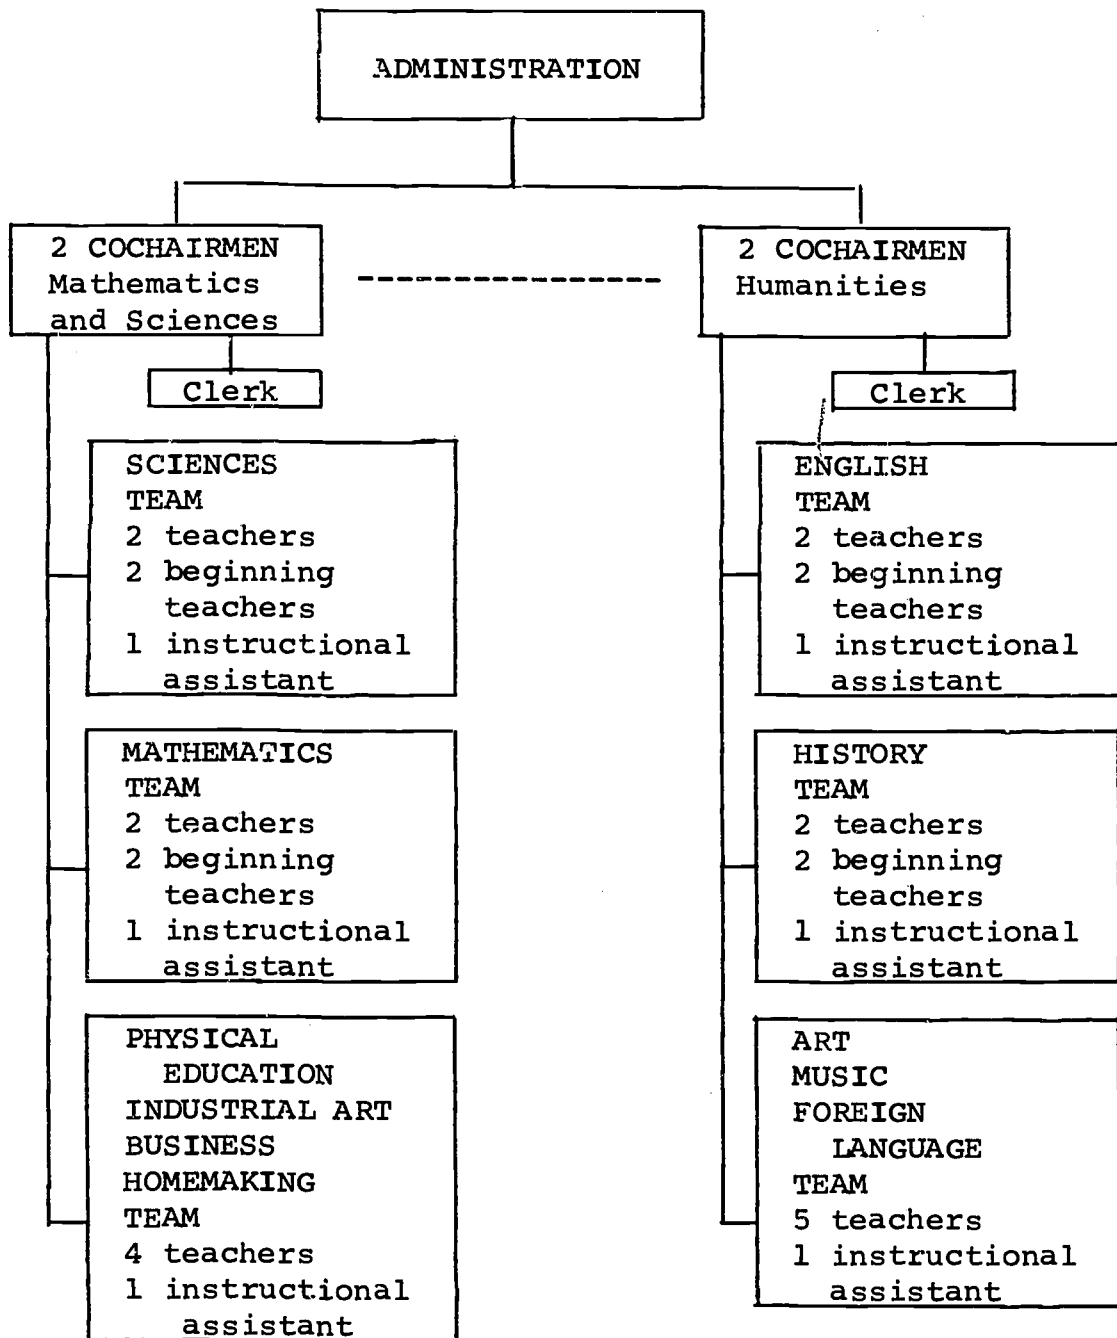 ADMINISTRATION
2 COCHAIRMEN
Mathematics
and Sciences
Clerk
SCIENCES
TEAM
2 teachers
2 beginning
teachers
1 instructional
assistant
MATHEMATICS
TEAM
2 teachers
2 beginning
teachers
1 instructional
assistant
PHYSICAL
EDUCATION
INDUSTRIAL ART
BUSINESS
HOMEMAKING
TEAM
4 teachers
1 instructional
assistant
2 COCHAIRMEN
Humanities
Clerk
ENGLISH
TEAM
2 teachers
2 beginning
teachers
1 instructional
assistant
HISTORY
TEAM
2 teachers
2 beginning
teachers
1 instructional
assistant
ART
MUSIC
FOREIGN
LANGUAGE
TEAM
5 teachers
1 instructional
assistant